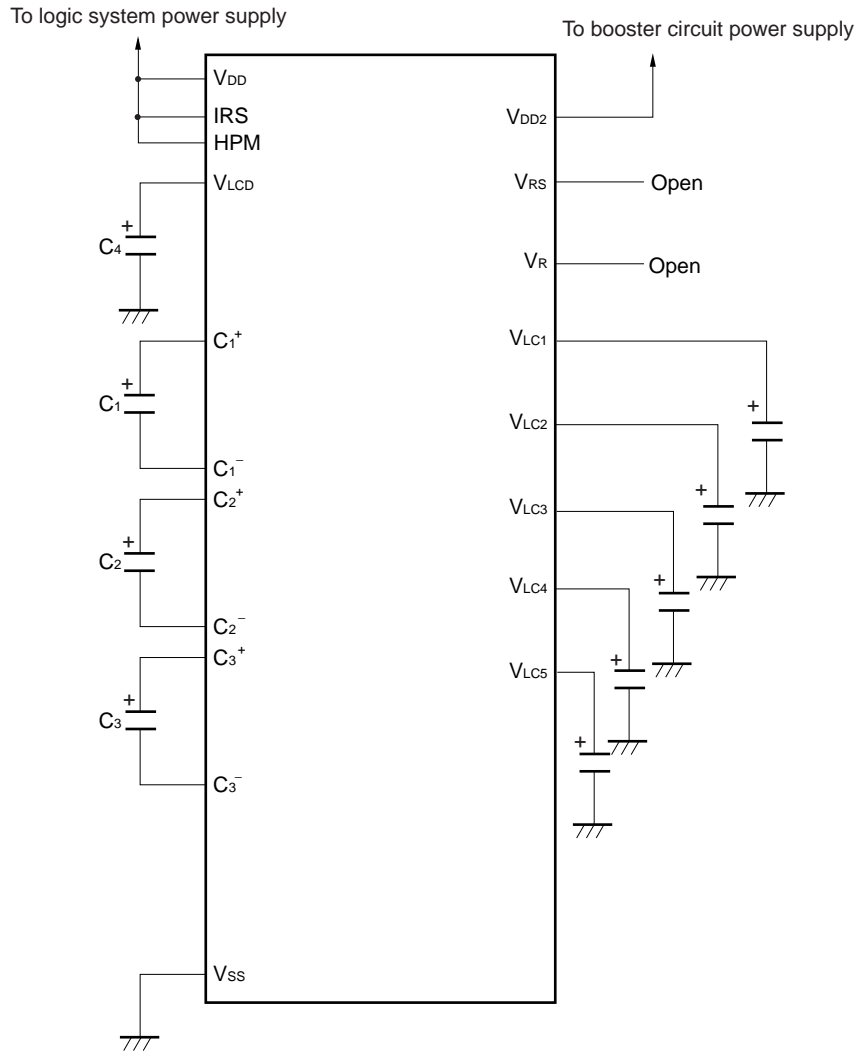 To logic system power supply
To booster circuit power supply
VDD
IRS
HPM
VLCD
+
C4
C1+
+
C1
C1−
C2+
+
C2
C2−
C3+
+
C3
C3−
VSS
VDD2
VRS Open
VR Open
VLC1
+
VLC2
+
VLC3
+
VLC4
+
VLC5
+